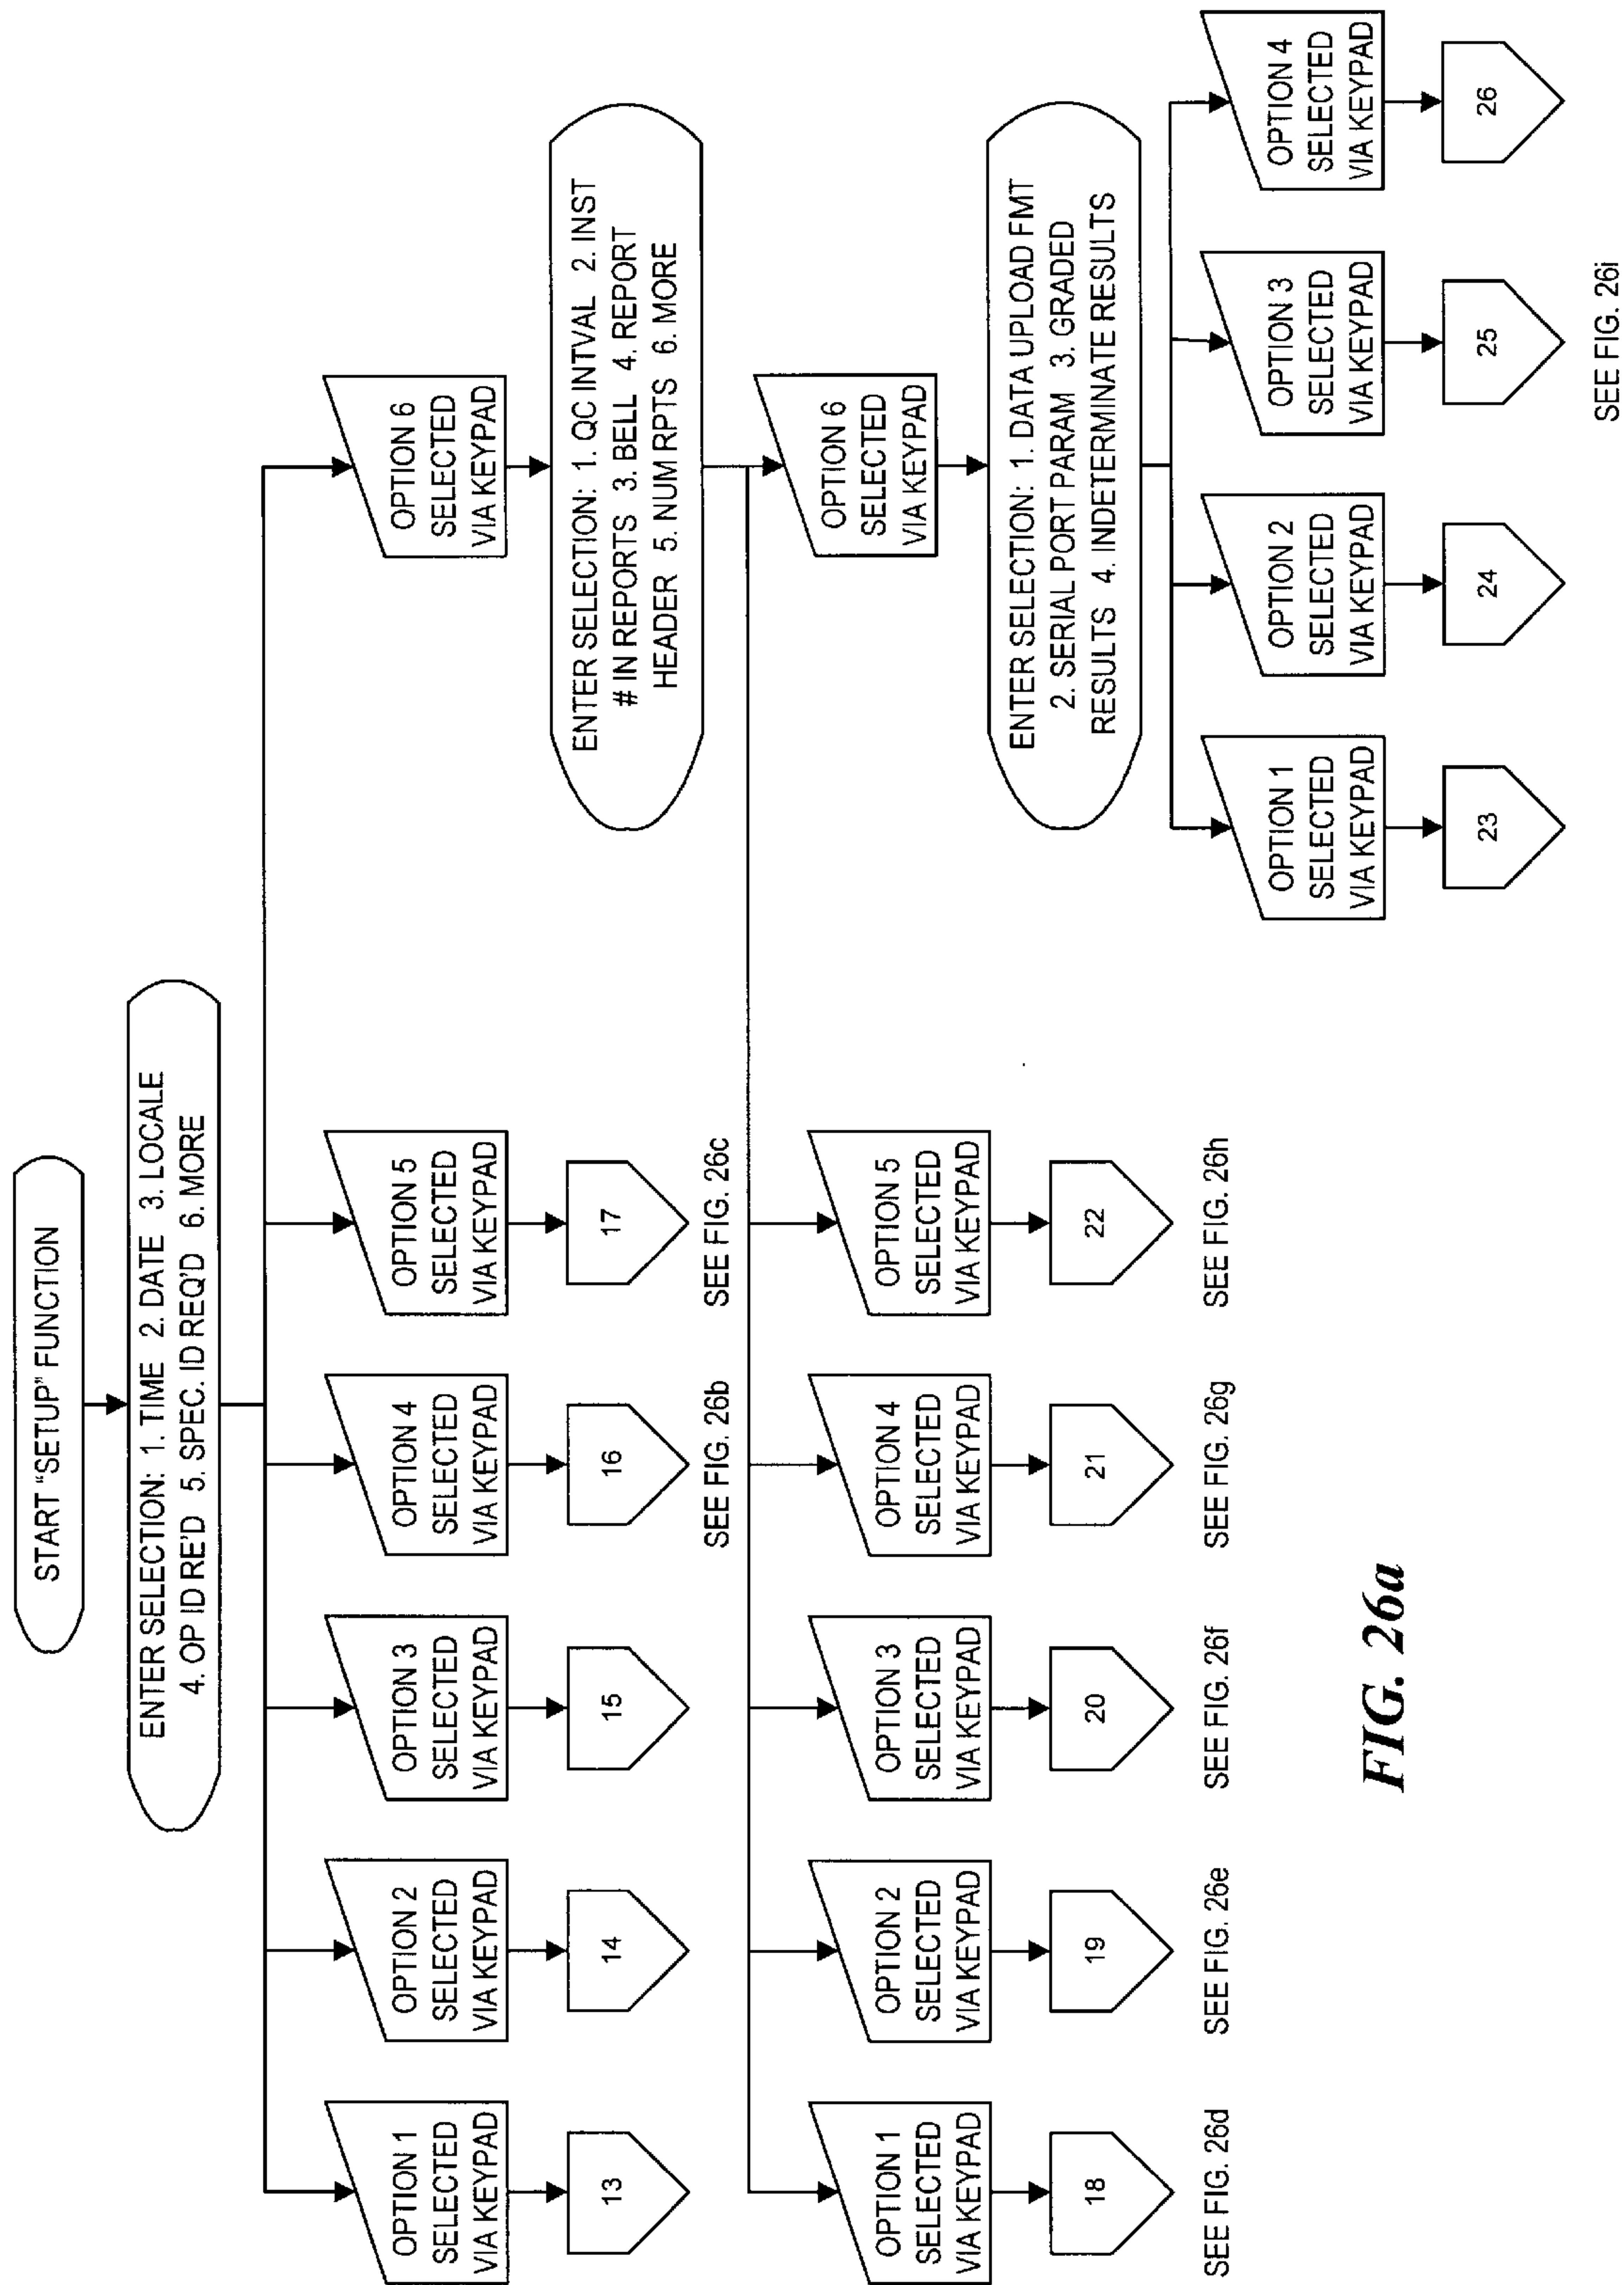 START "SETUP" FUNCTION
ENTER SELECTION: 1. TIME 2. DATE 3. LOCALE
4. OP ID RE'D 5. SPEC. ID REQ'D 6. MORE
OPTION 1
SELECTED
VIA KEYPAD
13
OPTION 2
SELECTED
VIA KEYPAD
14
OPTION 3
SELECTED
VIA KEYPAD
15
OPTION 4
SELECTED
VIA KEYPAD
16
SEE FIG. 26b
OPTION 5
SELECTED
VIA KEYPAD
17
SEE FIG. 26c
OPTION 6
SELECTED
VIA KEYPAD
ENTER SELECTION: 1. QC INTVAL 2. INST
# IN REPORTS 3. BELL 4. REPORT
HEADER 5. NUM RPTS 6. MORE
OPTION 1
SELECTED
VIA KEYPAD
18
SEE FIG. 26d
OPTION 2
SELECTED
VIA KEYPAD
19
SEE FIG. 26e
OPTION 3
SELECTED
VIA KEYPAD
20
SEE FIG. 26f
OPTION 4
SELECTED
VIA KEYPAD
21
SEE FIG. 26g
OPTION 5
SELECTED
VIA KEYPAD
22
SEE FIG. 26h
OPTION 6
SELECTED
VIA KEYPAD
ENTER SELECTION: 1. DATA UPLOAD FMT
2. SERIAL PORT PARAM 3. GRADED
RESULTS 4. INDETERMINATE RESULTS
OPTION 1
SELECTED
VIA KEYPAD
23
OPTION 2
SELECTED
VIA KEYPAD
24
OPTION 3
SELECTED
VIA KEYPAD
25
SEE FIG. 26i
OPTION 4
SELECTED
VIA KEYPAD
26
FIG. 26a